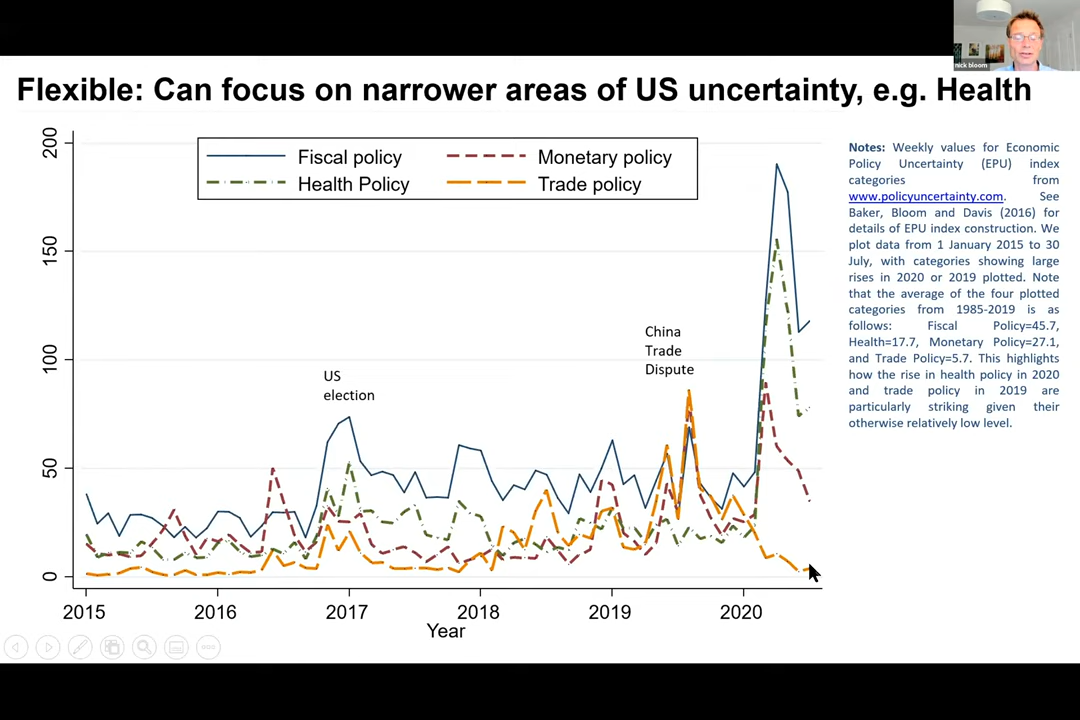 nick bloom
Flexible: Can focus on narrower areas of US uncertainty, e.g. Health
200
150
100
50
0
Fiscal policy
Monetary policy
Health Policy
Trade policy
US
election
China
Trade
Dispute
2015
2016
2017
2018
2019
2020
Year
Notes: Weekly values for Economic
Policy Uncertainty (EPU) index
categories from
www.policyuncertainty.com. See
Baker, Bloom and Davis (2016) for
details of EPU index construction. We
plot data from 1 January 2015 to 30
July, with categories showing large
rises in 2020 or 2019 plotted. Note
that the average of the four plotted
categories from 1985-2019 is as
follows: Fiscal Policy=45.7,
Health=17.7, Monetary Policy=27.1,
and Trade Policy=5.7. This highlights
how the rise in health policy in 2020
and trade policy in 2019 are
particularly striking given their
otherwise relatively low level.